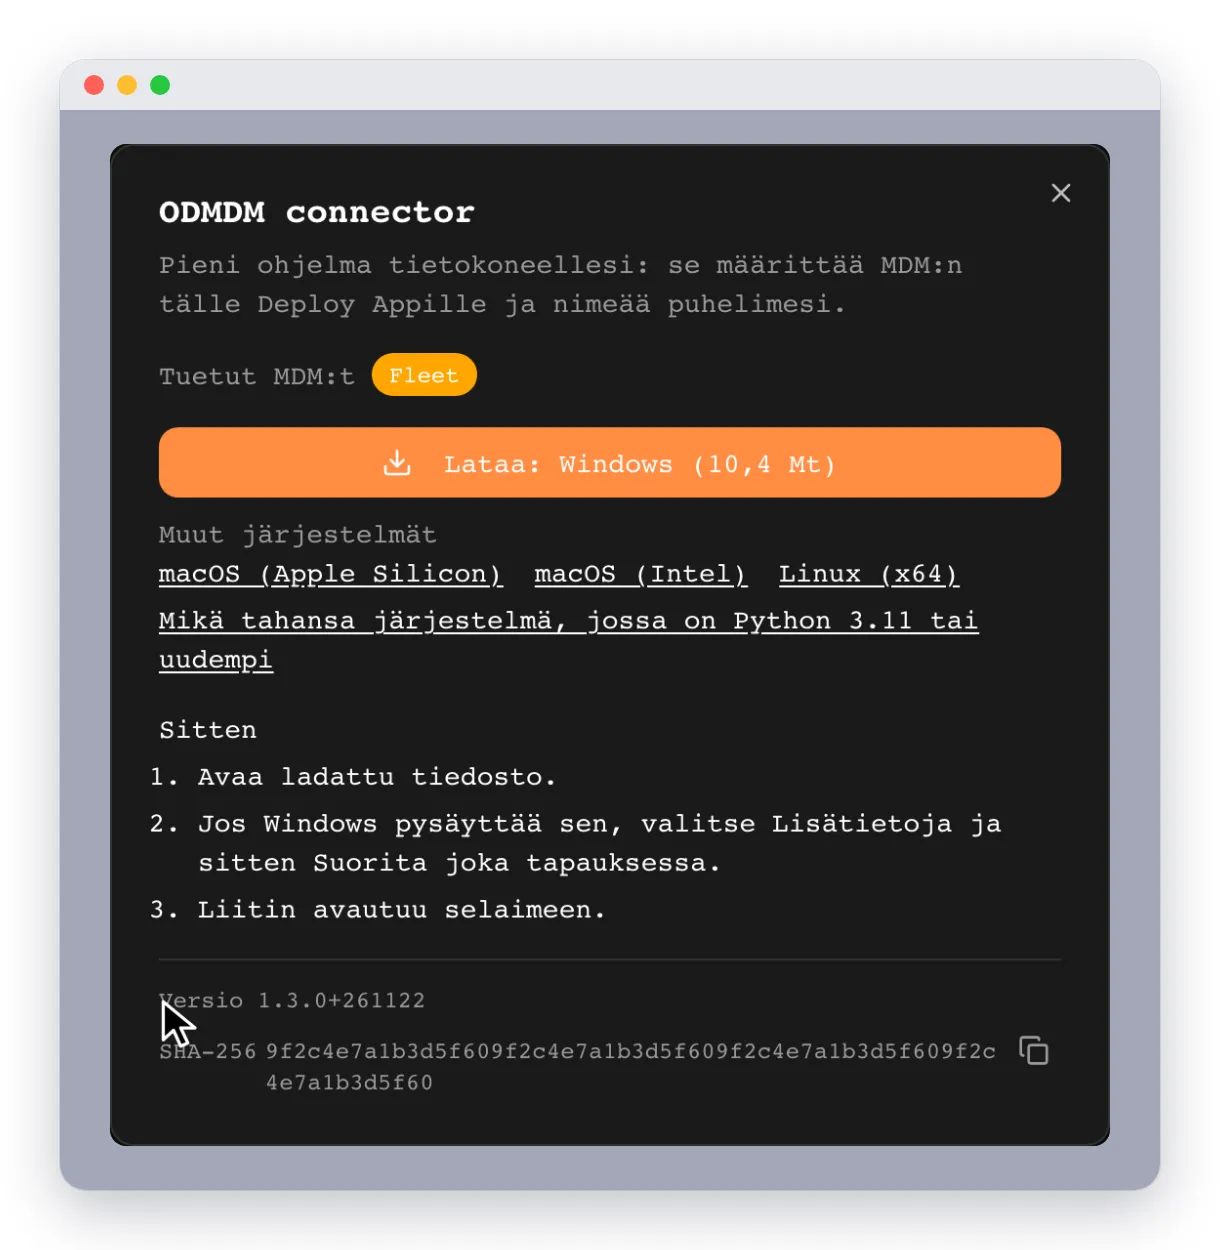 ODMDM connector
Pieni ohjelma tietokoneellesi: se määrittää MDM:n
tälle Deploy Appille ja nimeää puhelimesi.
Tuetut MDM:t Fleet
Lataa: Windows (10,4 Mt)
Muut järjestelmät
macOS (Apple Silicon) macOS (Intel) Linux (x64)
Mikä tahansa järjestelmä, jossa on Python 3.11 tai
uudempi
Sitten
1. Avaa ladattu tiedosto.
2. Jos Windows pysäyttää sen, valitse Lisätietoja ja
sitten Suorita joka tapauksessa.
3. Liitin avautuu selaimeen.
Versio 1.3.0+261122
SHA-256 9f2c4e7a1b3d5f609f2c4e7a1b3d5f609f2c4e7a1b3d5f609f2c
4e7a1b3d5f60